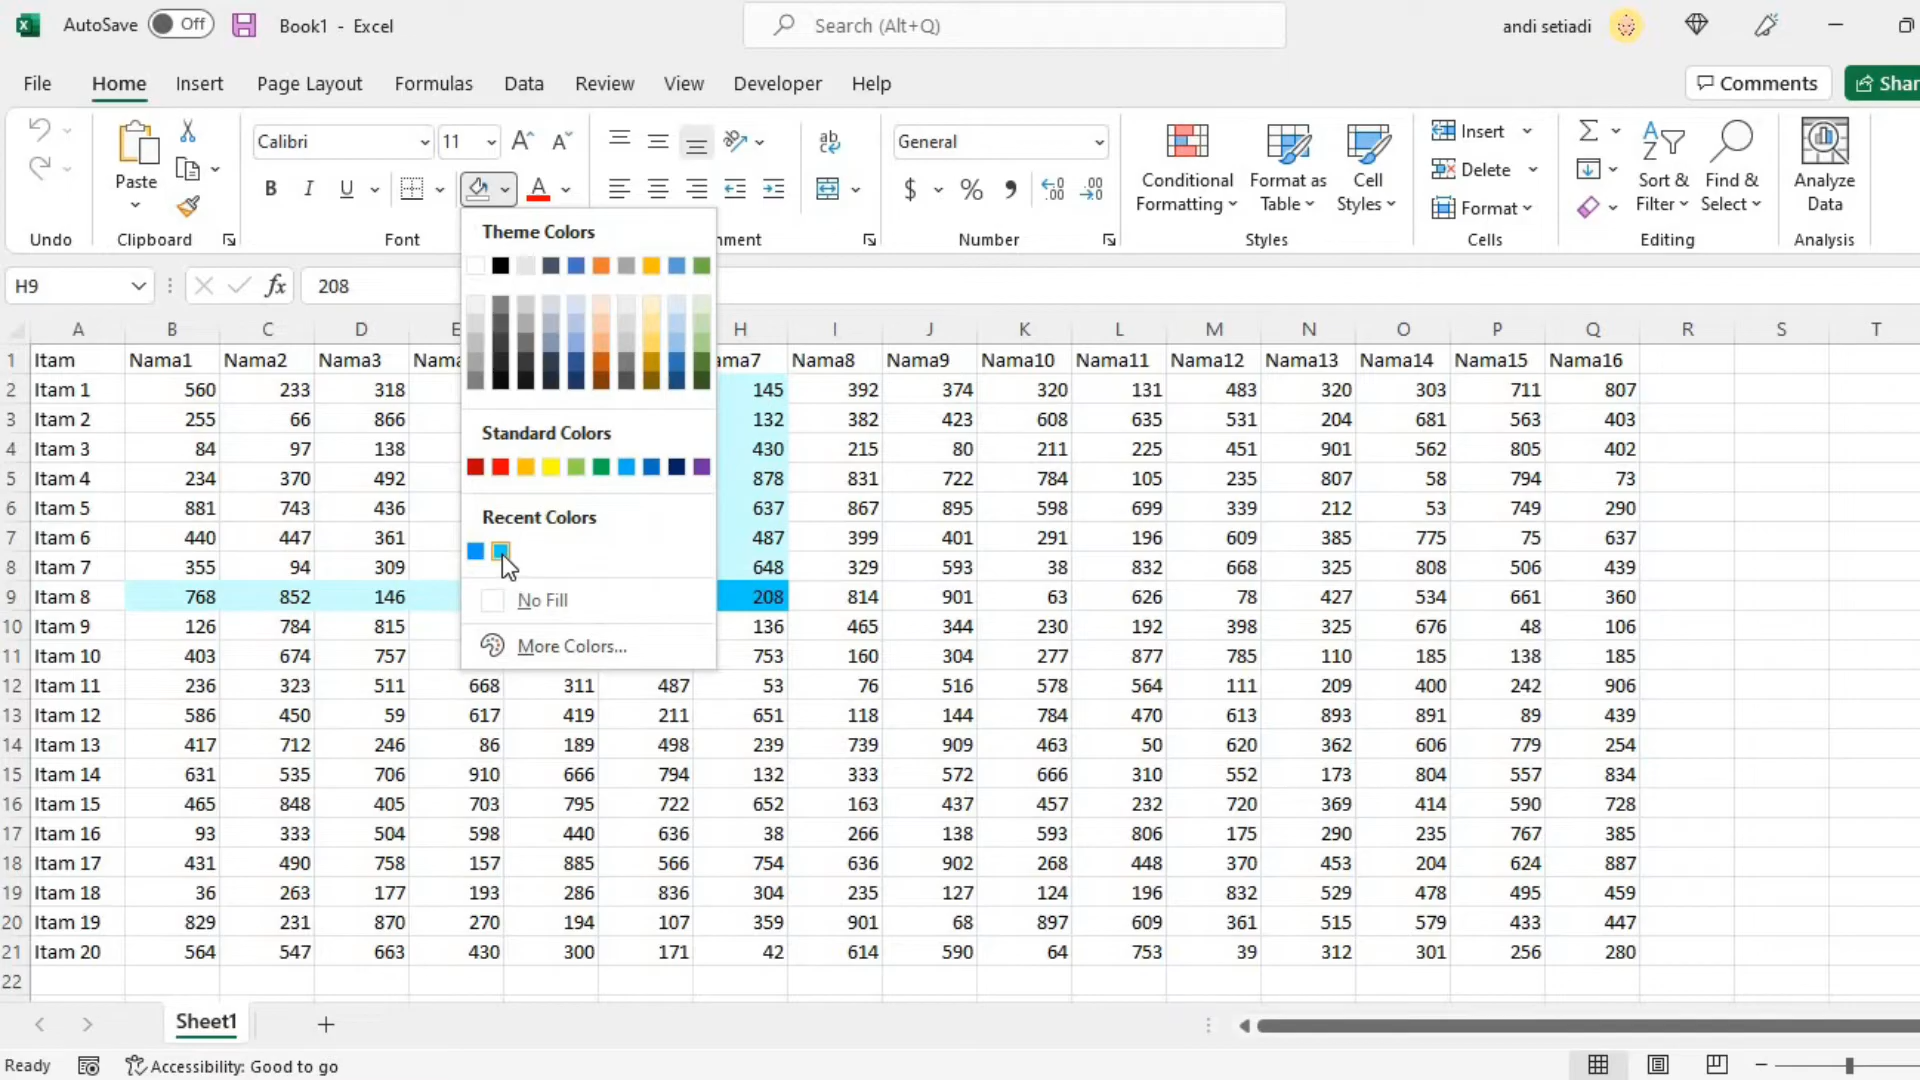 AutoSave Off Book1 - Excel Search (Alt+Q) andi setiadi
File Home Insert Page Layout Formulas Data Review View Developer Help Comments Shar
Calibri 11 General Insert
Paste B I U $ % Conditional Formatting Format as Table Cell Styles Delete Sort & Filter Find & Select Analyze Data
Format
Undo Clipboard Font nment Number Styles Cells Editing Analysis
H9 fx 208
Theme Colors
Standard Colors
Recent Colors
No Fill
More Colors...
A B C D E H I J K L M N O P Q R S T
1 Itam Nama1 Nama2 Nama3 Nama ama7 Nama8 Nama9 Nama10 Nama11 Nama12 Nama13 Nama14 Nama15 Nama16
2 Itam 1 560 233 318 145 392 374 320 131 483 320 303 711 807
3 Itam 2 255 66 866 132 382 423 608 635 531 204 681 563 403
4 Itam 3 84 97 138 430 215 80 211 225 451 901 562 805 402
5 Itam 4 234 370 492 878 831 722 784 105 235 807 58 794 73
6 Itam 5 881 743 436 637 867 895 598 699 339 212 53 749 290
7 Itam 6 440 447 361 487 399 401 291 196 609 385 775 75 637
8 Itam 7 355 94 309 648 329 593 38 832 668 325 808 506 439
9 Itam 8 768 852 146 208 814 901 63 626 78 427 534 661 360
10 Itam 9 126 784 815 136 465 344 230 192 398 325 676 48 106
11 Itam 10 403 674 757 753 160 304 277 877 785 110 185 138 185
12 Itam 11 236 323 511 668 311 487 53 76 516 578 564 111 209 400 242 906
13 Itam 12 586 450 59 617 419 211 651 118 144 784 470 613 893 891 89 439
14 Itam 13 417 712 246 86 189 498 239 739 909 463 50 620 362 606 779 254
15 Itam 14 631 535 706 910 666 794 132 333 572 666 310 552 173 804 557 834
16 Itam 15 465 848 405 703 795 722 652 163 437 457 232 720 369 414 590 728
17 Itam 16 93 333 504 598 440 636 38 266 138 593 806 175 290 235 767 385
18 Itam 17 431 490 758 157 885 566 754 636 902 268 448 370 453 204 624 887
19 Itam 18 36 263 177 193 286 836 304 235 127 124 196 832 529 478 495 459
20 Itam 19 829 231 870 270 194 107 359 901 68 897 609 361 515 579 433 447
21 Itam 20 564 547 663 430 300 171 42 614 590 64 753 39 312 301 256 280
22
Sheet1
Ready Accessibility: Good to go